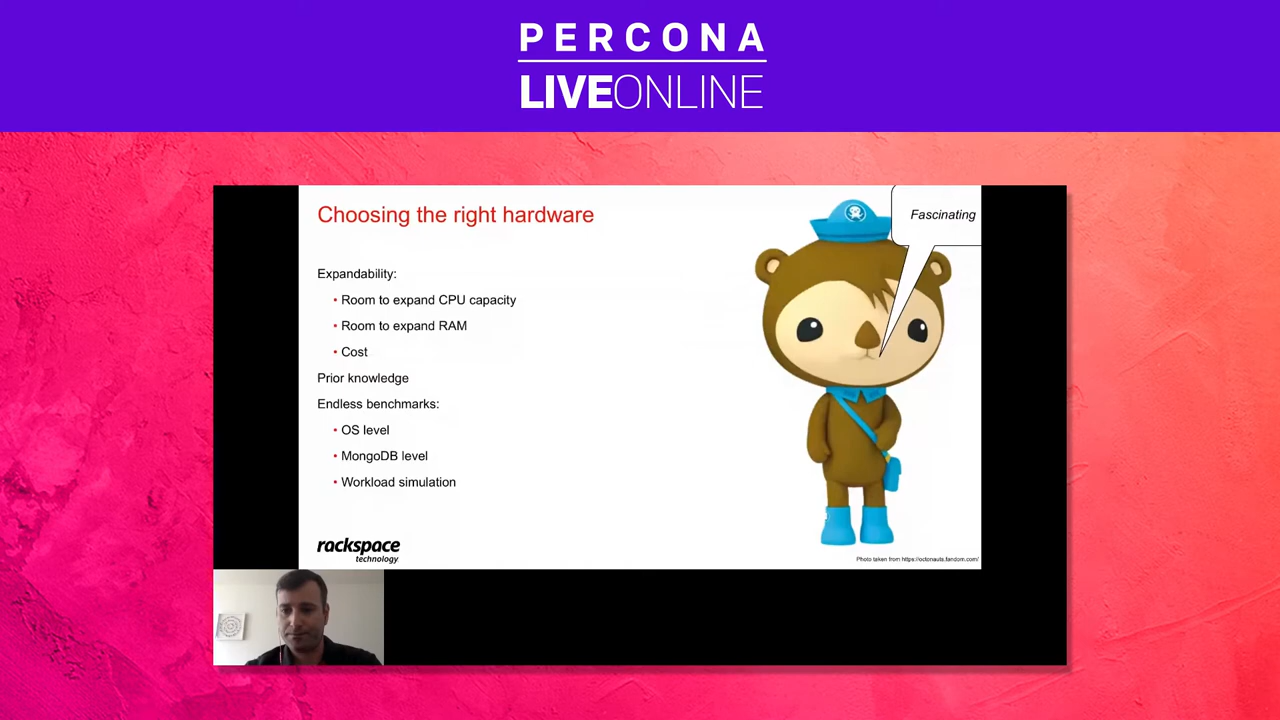 PERCONA
LIVEONLINE
Choosing the right hardware
Fascinating
Expandability:
• Room to expand CPU capacity
• Room to expand RAM
• Cost
Prior knowledge
Endless benchmarks:
• OS level
• MongoDB level
• Workload simulation
rackspace
technology
Photo taken from https://octonauts.fandom.com/